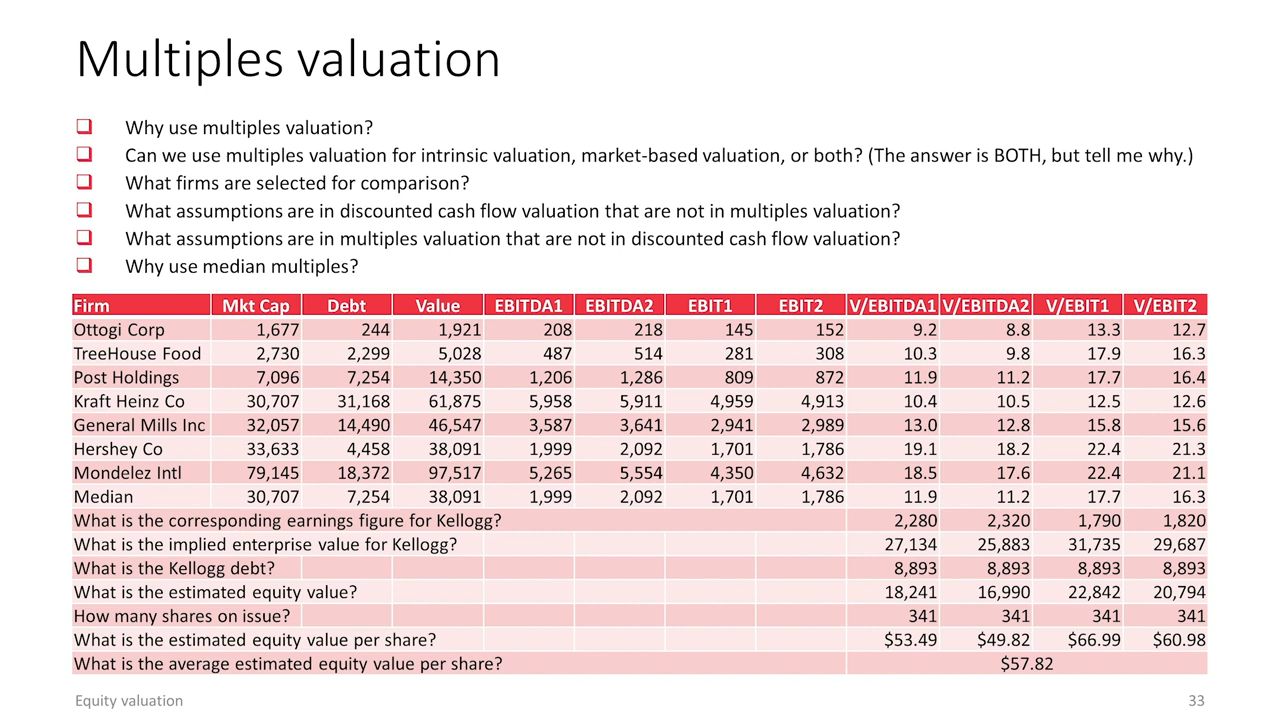 Multiples valuation
Why use multiples valuation?
Can we use multiples valuation for intrinsic valuation, market-based valuation, or both? (The answer is BOTH, but tell me why.)
What firms are selected for comparison?
What assumptions are in discounted cash flow valuation that are not in multiples valuation?
What assumptions are in multiples valuation that are not in discounted cash flow valuation?
Why use median multiples?
Firm Mkt Cap Debt Value EBITDA1 EBITDA2 EBIT1 EBIT2 V/EBITDA1 V/EBITDA2 V/EBIT1 V/EBIT2
Ottogi Corp 1,677 244 1,921 208 218 145 152 9.2 8.8 13.3 12.7
TreeHouse Food 2,730 2,299 5,028 487 514 281 308 10.3 9.8 17.9 16.3
Post Holdings 7,096 7,254 14,350 1,206 1,286 809 872 11.9 11.2 17.7 16.4
Kraft Heinz Co 30,707 31,168 61,875 5,958 5,911 4,959 4,913 10.4 10.5 12.5 12.6
General Mills Inc 32,057 14,490 46,547 3,587 3,641 2,941 2,989 13.0 12.8 15.8 15.6
Hershey Co 33,633 4,458 38,091 1,999 2,092 1,701 1,786 19.1 18.2 22.4 21.3
Mondelez Intl 79,145 18,372 97,517 5,265 5,554 4,350 4,632 18.5 17.6 22.4 21.1
Median 30,707 7,254 38,091 1,999 2,092 1,701 1,786 11.9 11.2 17.7 16.3
What is the corresponding earnings figure for Kellogg? 2,280 2,320 1,790 1,820
What is the implied enterprise value for Kellogg? 27,134 25,883 31,735 29,687
What is the Kellogg debt? 8,893 8,893 8,893 8,893
What is the estimated equity value? 18,241 16,990 22,842 20,794
How many shares on issue? 341 341 341 341
What is the estimated equity value per share? $53.49 $49.82 $66.99 $60.98
What is the average estimated equity value per share? $57.82
Equity valuation 33